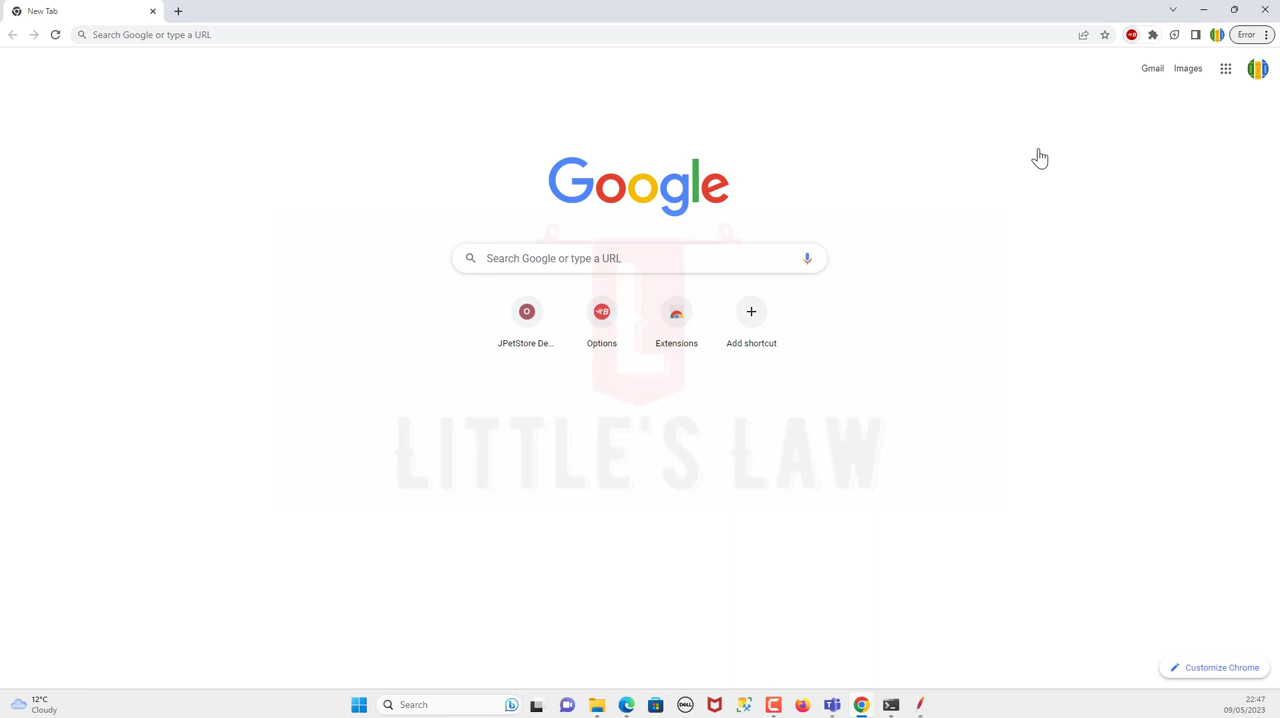 New Tab
Search Google or type a URL
Error
Gmail Images
Google
Search Google or type a URL
O
B
JPetStore De... Options Extensions Add shortcut
LITTLE'S LAW
Customize Chrome
12°C
Cloudy
Search
DELL
22:47
09/05/2023